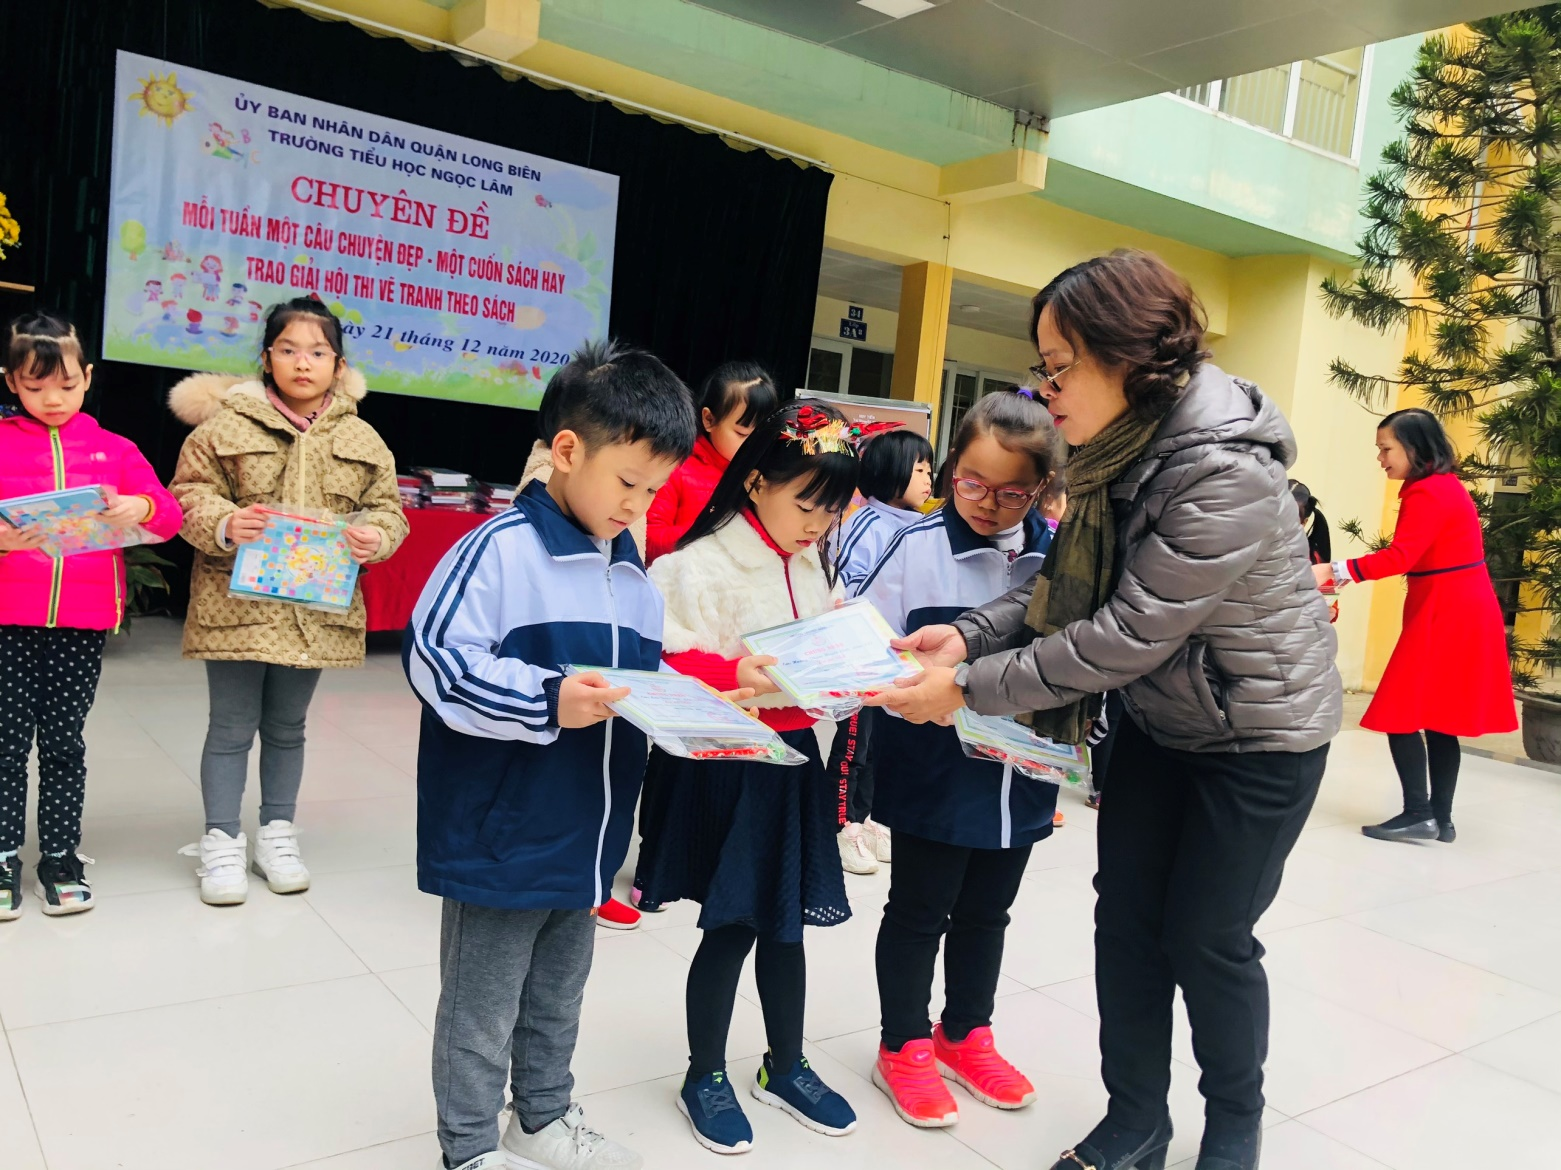 ỦY BAN NHÂN DÂN QUẬN LONG BIÊN
TRƯỜNG TIỂU HỌC NGỌC LÂM
CHUYÊN ĐỀ
MỖI TUẦN MỘT CÂU CHUYỆN ĐẸP - MỘT CUỐN SÁCH HAY
TRAO GIẢI HỘI THI VẼ TRANH THEO SÁCH
21 tháng 12 năm 2020
34
3A